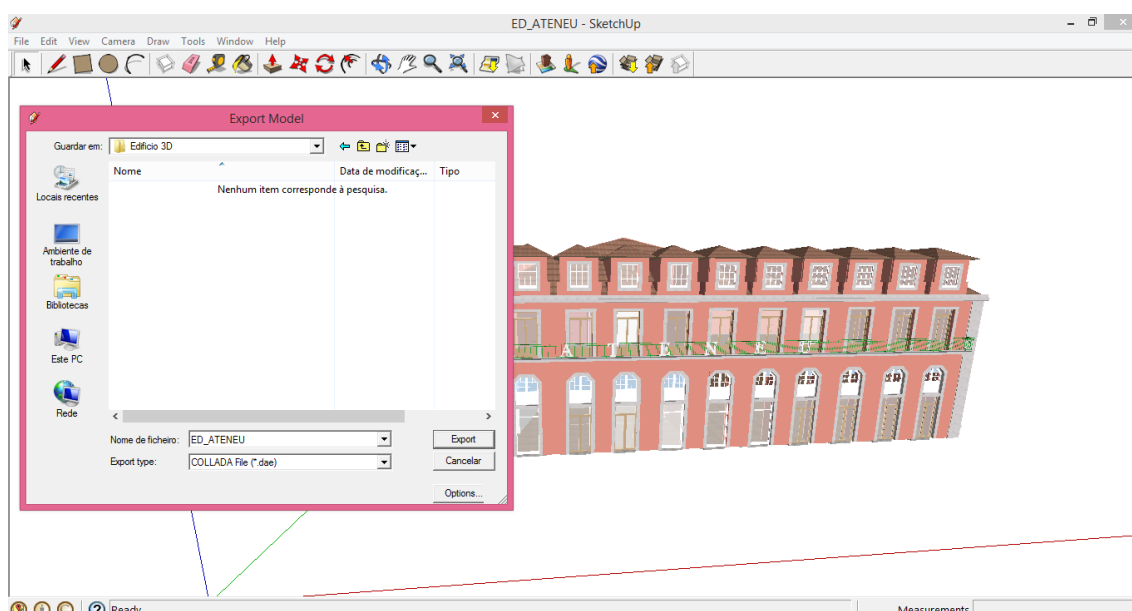 ED_ATENEU - SketchUp
File Edit View Camera Draw Tools Window Help
Export Model
Guardar em: Edificio 3D
Nome Data de modificaç... Tipo
Nenhum item corresponde à pesquisa.
Locais recentes
Ambiente de
trabalho
Bibliotecas
Este PC
Rede
Nome de ficheiro: ED_ATENEU Export
Export type: COLLADA File (*.dae) Cancelar
Options...
A T E N E
Ready Measurements